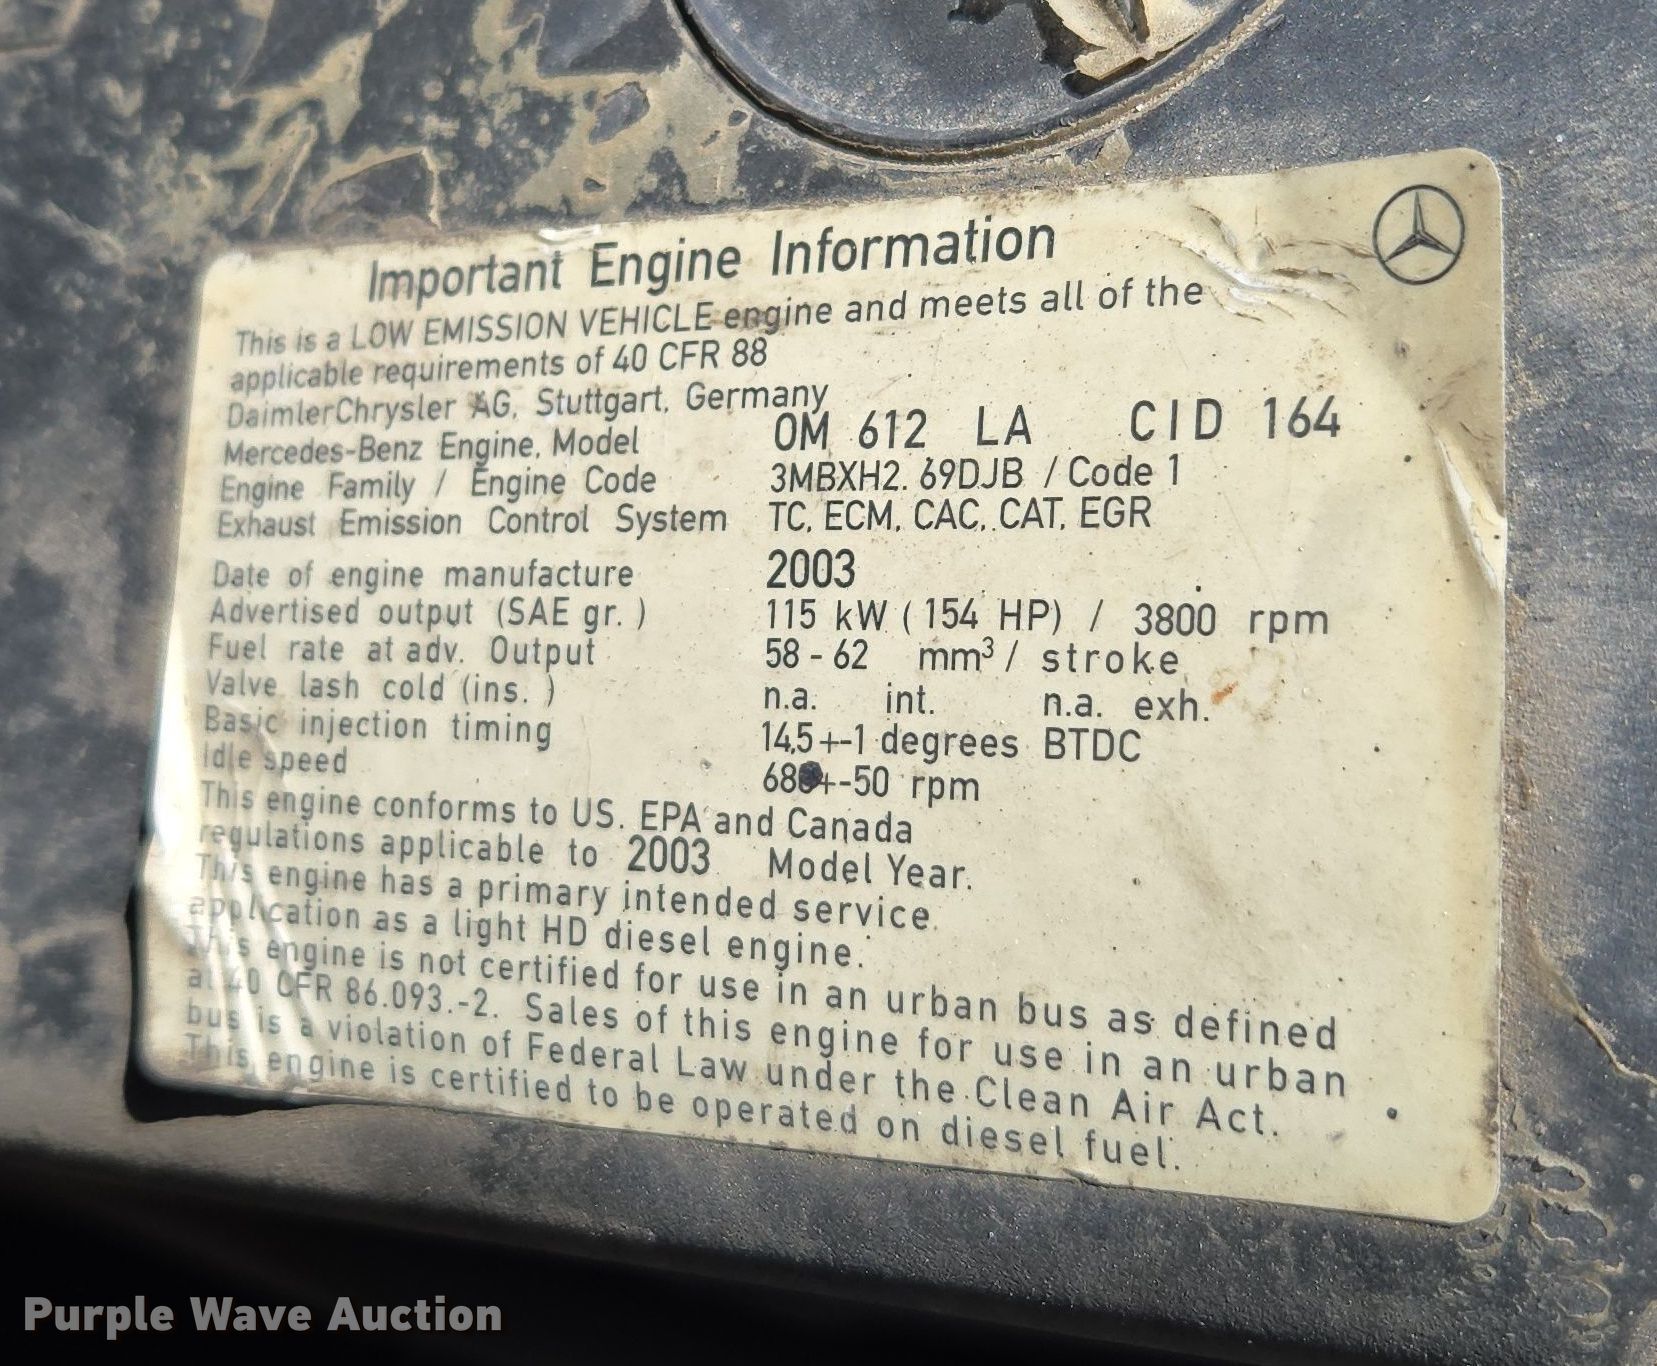 Important Engine Information
This is a LOW EMISSION VEHICLE engine and meets all of the
applicable requirements of 40 CFR 88
DaimlerChrysler AG, Stuttgart, Germany
Mercedes-Benz Engine, Model OM 612 LA CID 164
Engine Family / Engine Code 3MBXH2.69DJB / Code 1
Exhaust Emission Control System TC, ECM, CAC, CAT, EGR
Date of engine manufacture 2003
Advertised output (SAE gr.) 115 kW (154 HP) / 3800 rpm
Fuel rate at adv. Output 58 - 62 mm³/ stroke
Valve lash cold (ins.) n.a. int. n.a. exh.
Basic injection timing 14,5+-1 degrees BTDC
Idle speed +-50 rpm
This engine conforms to US. EPA and Canada
regulations applicable to 2003 Model Year.
This engine has a primary intended service
application as a light HD diesel engine.
This engine is not certified for use in an urban bus as defined
at 40 CFR 86.093.-2. Sales of this engine for use in an urban
bus is a violation of Federal Law under the Clean Air Act.
This engine is certified to be operated on diesel fuel.
Purple Wave Auction